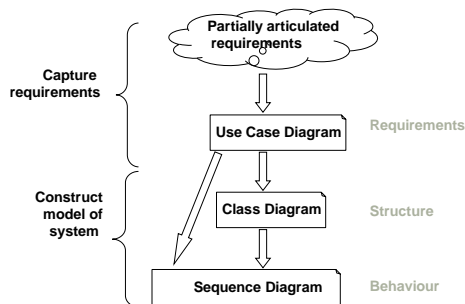 Partially articulated
requirements
Capture
requirements
Use Case Diagram
Requirements
Construct
model of
system
Class Diagram
Structure
Sequence Diagram
Behaviour